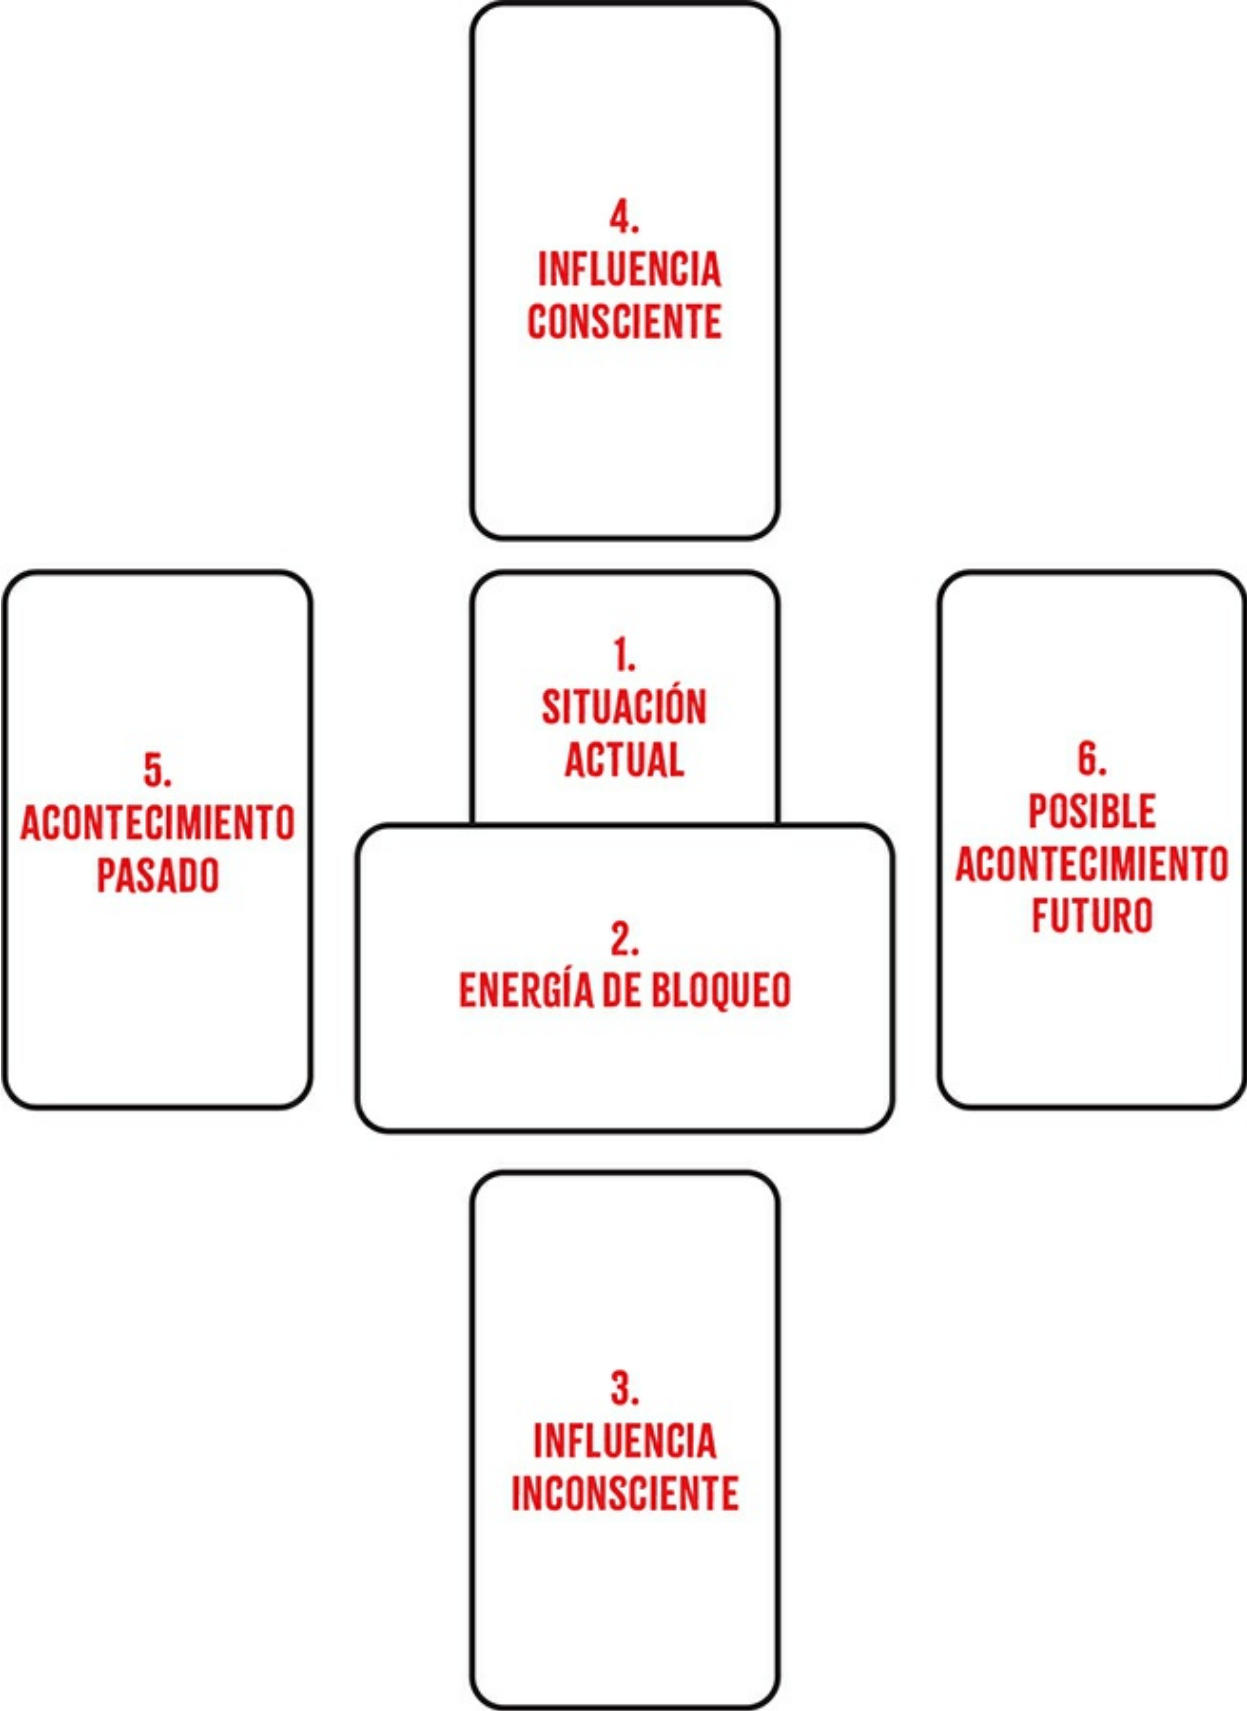 4.
INFLUENCIA
CONSCIENTE
1.
SITUACIÓN
ACTUAL
5.
ACONTECIMIENTO
PASADO
6.
POSIBLE
ACONTECIMIENTO
FUTURO
2.
ENERGÍA DE BLOQUEO
3.
INFLUENCIA
INCONSCIENTE